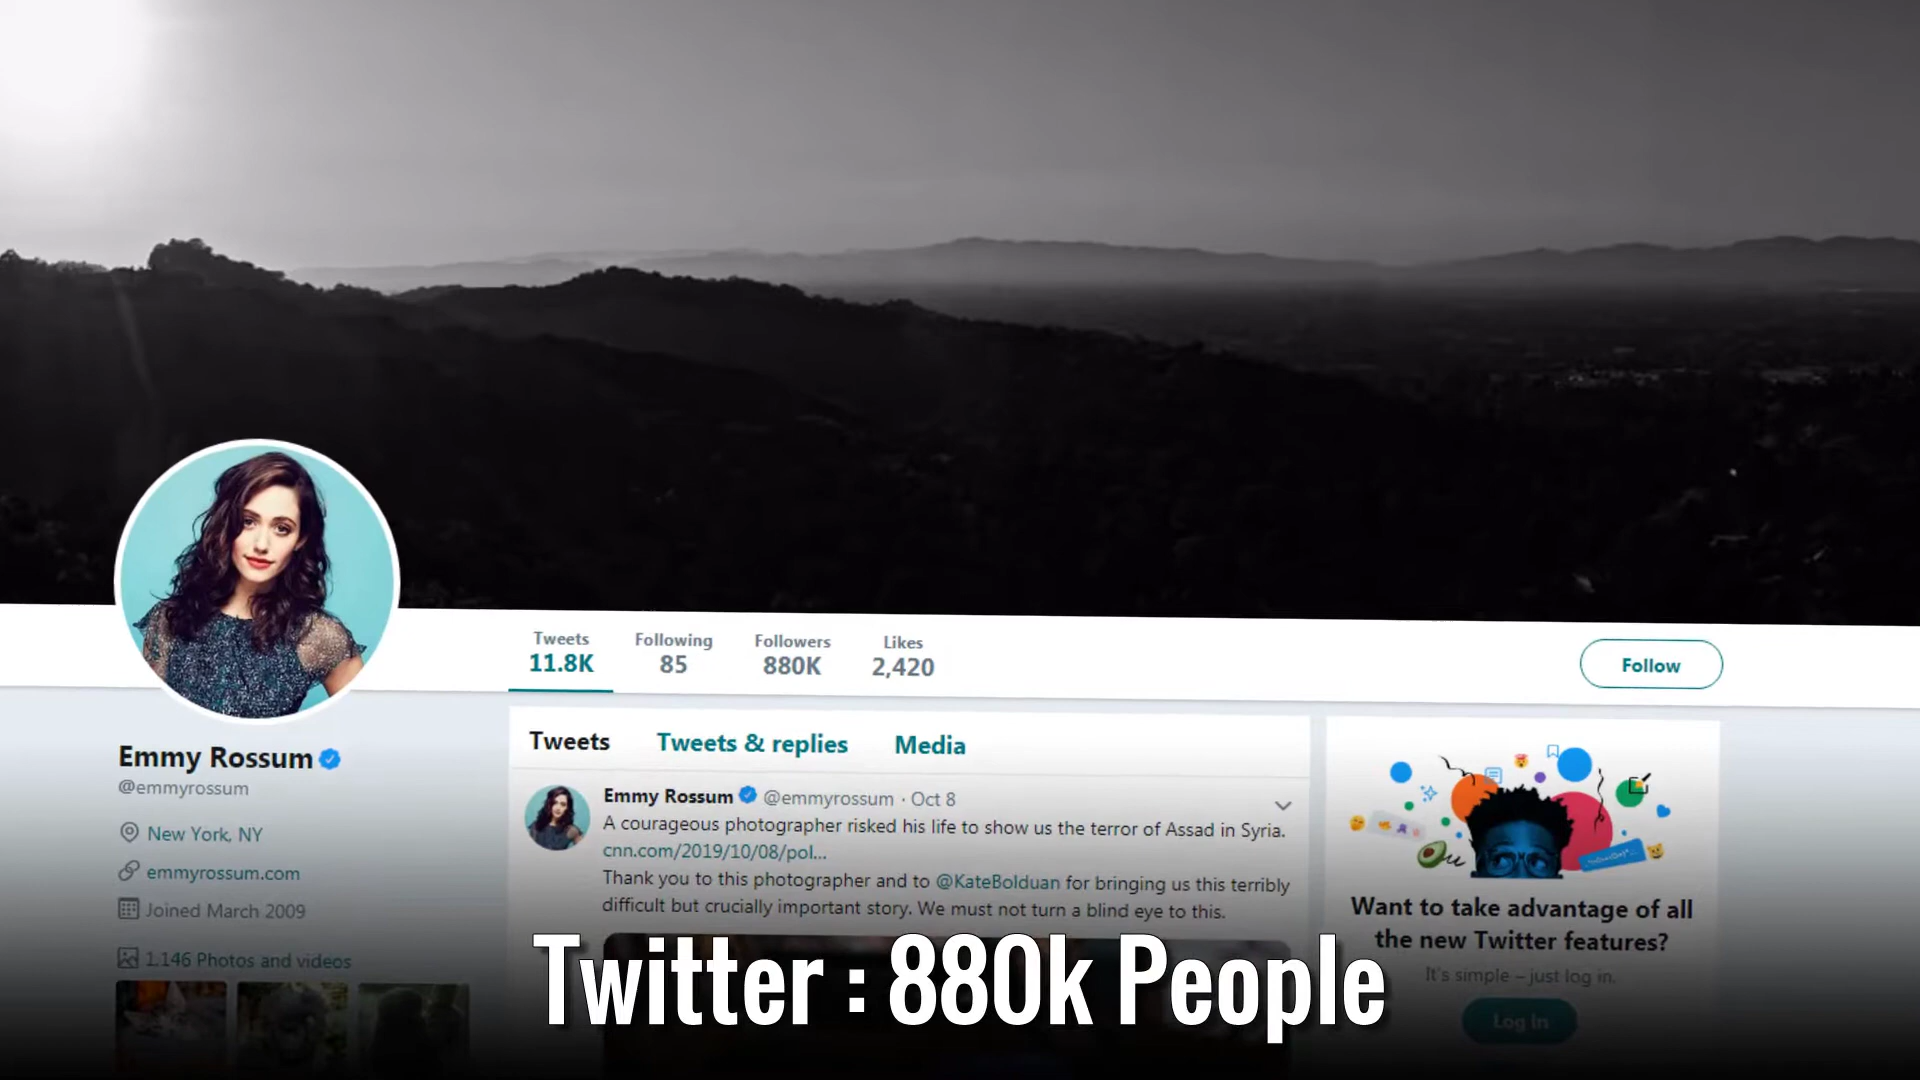 Tweets Following Followers Likes
11.8K 85 880K 2,420
Follow
Emmy Rossum
@emmyrossum
New York, NY
emmyrossum.com
Joined March 2009
1,146 Photos and videos
Tweets Tweets & replies Media
Emmy Rossum @emmyrossum · Oct 8
A courageous photographer risked his life to show us the terror of Assad in Syria.
cnn.com/2019/10/08/pol...
Thank you to this photographer and to @KateBolduan for bringing us this terribly
difficult but crucially important story. We must not turn a blind eye to this.
Want to take advantage of all
the new Twitter features?
It's simple – just log in.
Log In
Twitter : 880k People